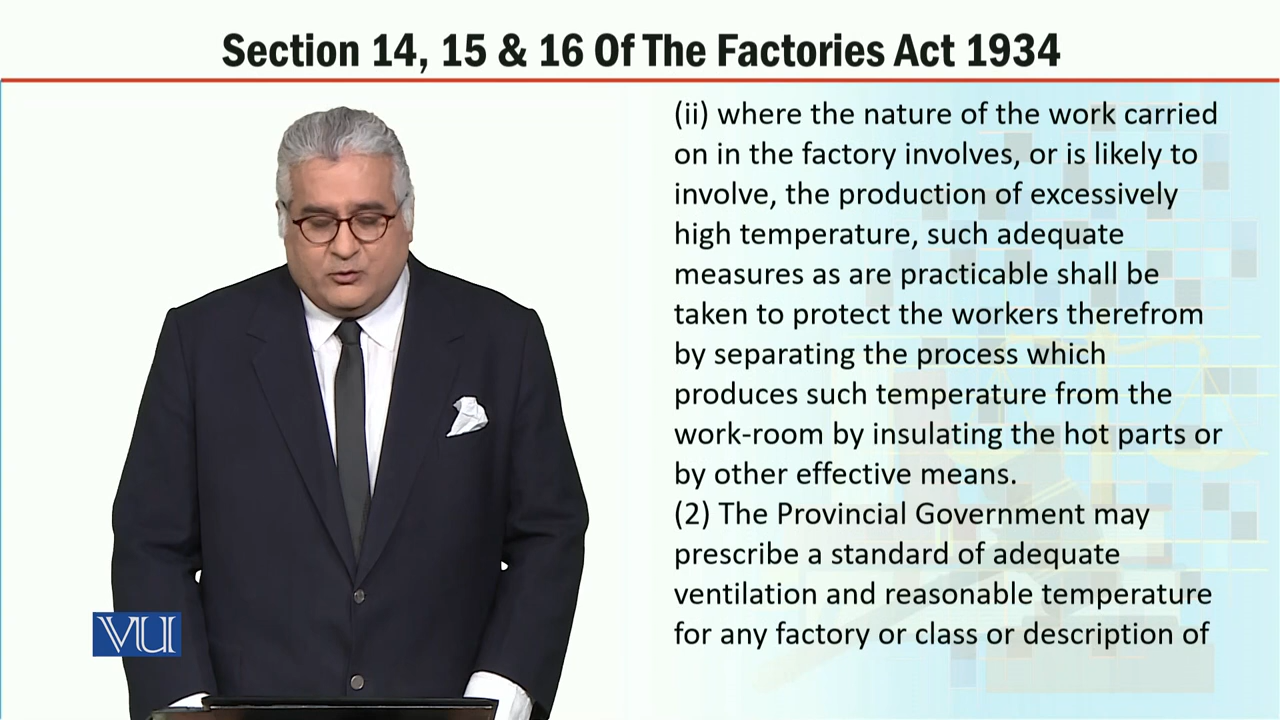 Section 14, 15 & 16 Of The Factories Act 1934
(ii) where the nature of the work carried
on in the factory involves, or is likely to
involve, the production of excessively
high temperature, such adequate
measures as are practicable shall be
taken to protect the workers therefrom
by separating the process which
produces such temperature from the
work-room by insulating the hot parts or
by other effective means.
(2) The Provincial Government may
prescribe a standard of adequate
ventilation and reasonable temperature
for any factory or class or description of
VU